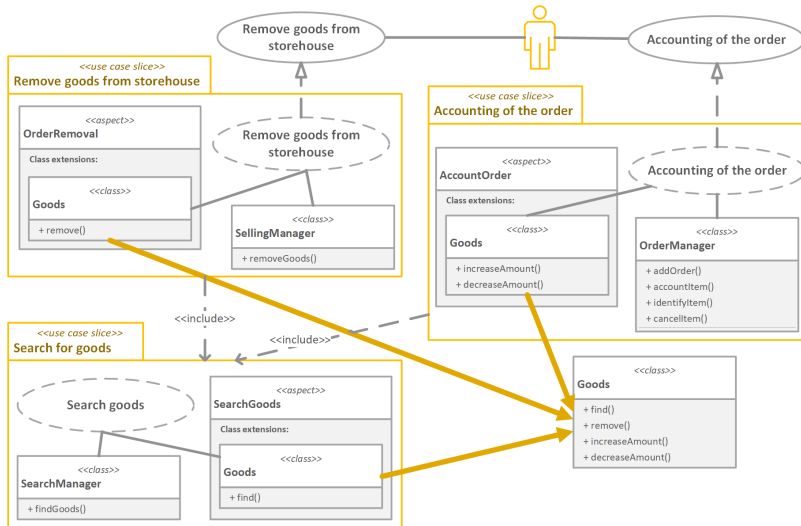 Remove goods from
storehouse
Accounting of the order
<<use case slice>>
Remove goods from storehouse
<<aspect>>
OrderRemoval
Class extensions:
<<class>>
Goods
+ remove()
Remove goods from
storehouse
<<class>>
SellingManager
+ removeGoods()
<<use case slice>>
Accounting of the order
<<aspect>>
AccountOrder
Class extensions:
<<class>>
Goods
+ increaseAmount()
+ decreaseAmount()
Accounting of the order
<<class>>
OrderManager
+ addOrder()
+ accountItem()
+ identifyItem()
+ cancelItem()
<<include>>
<<include>>
<<use case slice>>
Search for goods
Search goods
<<class>>
SearchManager
+ findGoods()
<<aspect>>
SearchGoods
Class extensions:
<<class>>
Goods
+ find()
<<class>>
Goods
+ find()
+ remove()
+ increaseAmount()
+ decreaseAmount()